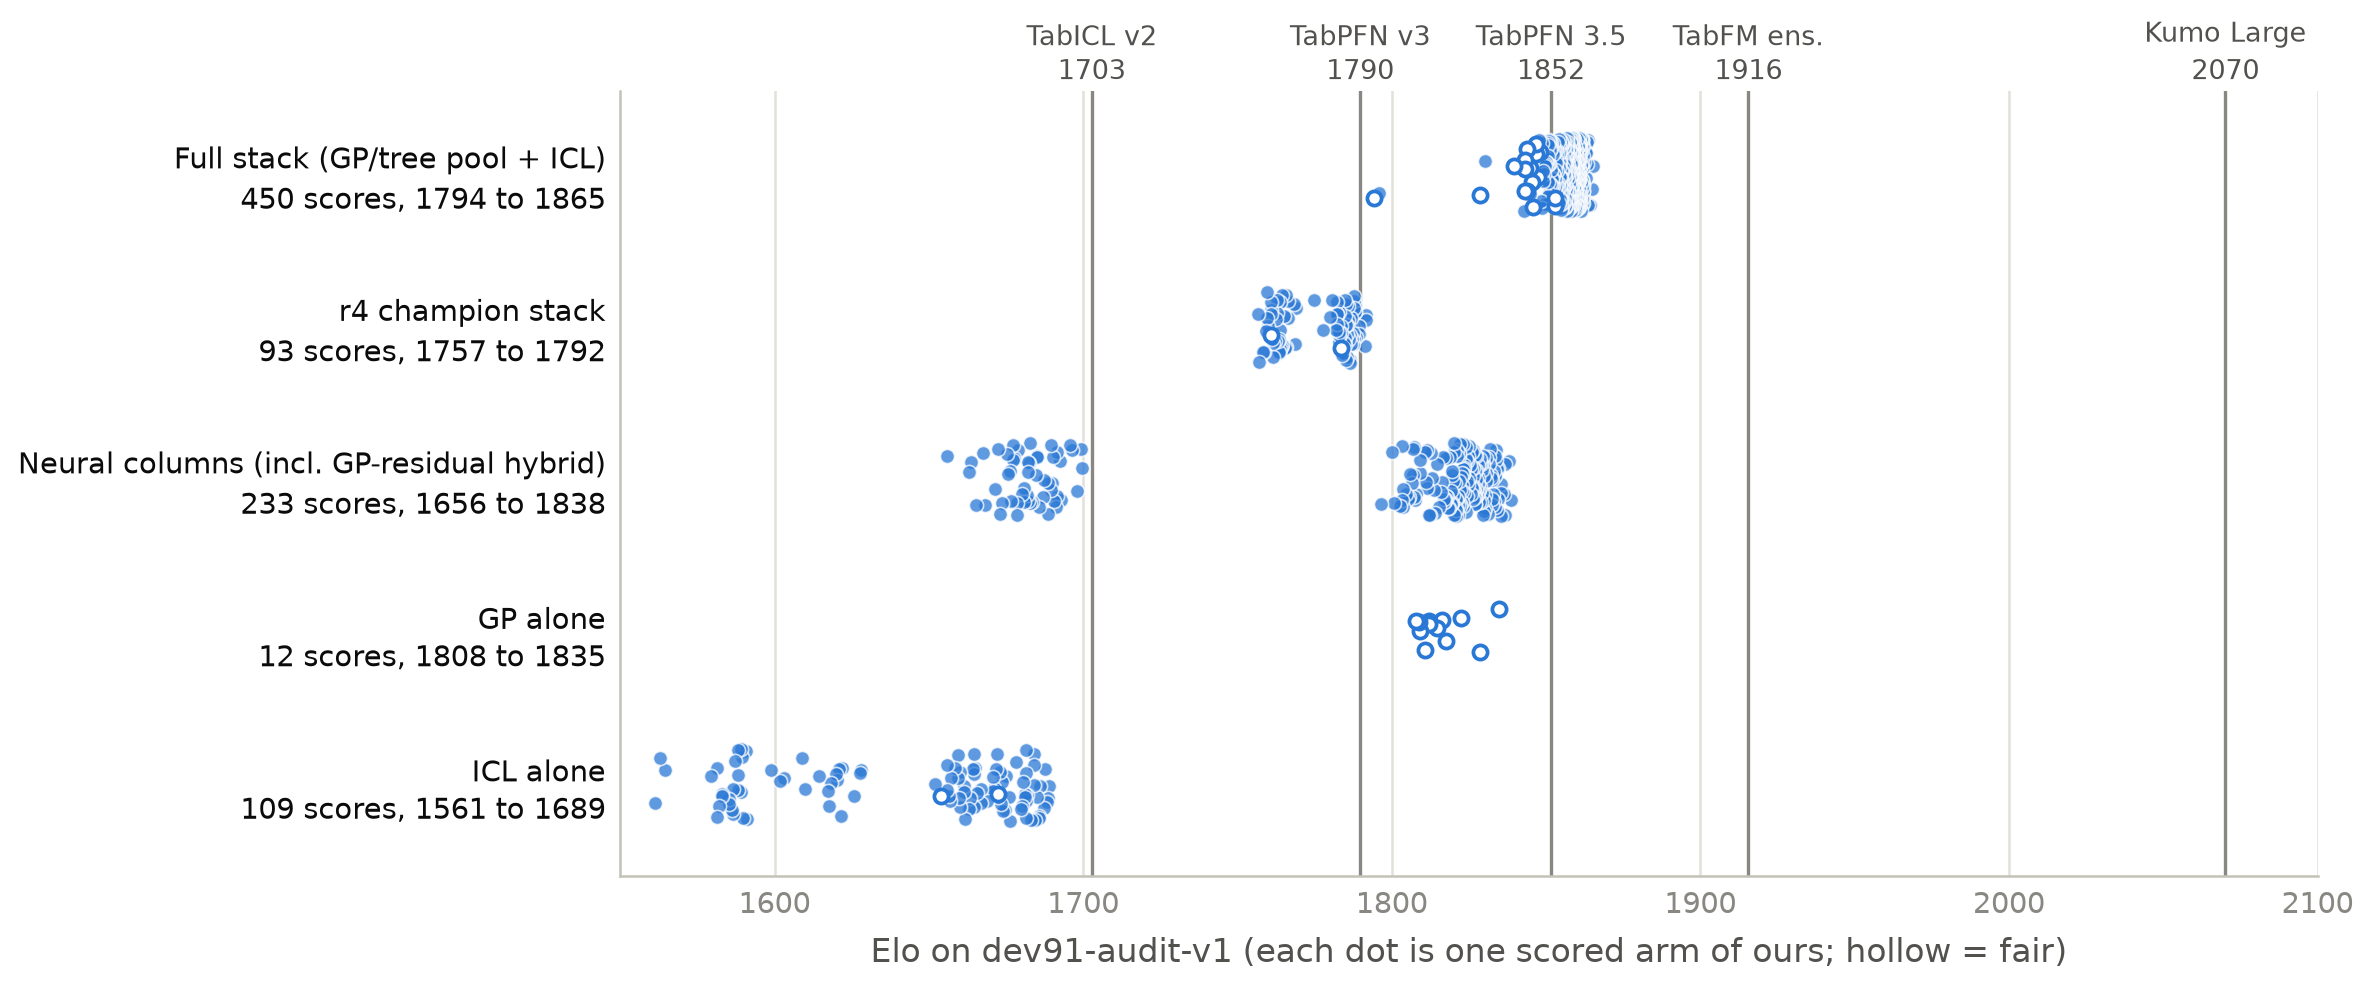 TabICL v2
1703
TabPFN v3
1790
TabPFN 3.5
1852
TabFM ens.
1916
Kumo Large
2070
Full stack (GP/tree pool + ICL)
450 scores, 1794 to 1865
r4 champion stack
93 scores, 1757 to 1792
Neural columns (incl. GP-residual hybrid)
233 scores, 1656 to 1838
GP alone
12 scores, 1808 to 1835
ICL alone
109 scores, 1561 to 1689
1600 1700 1800 1900 2000 2100
Elo on dev91-audit-v1 (each dot is one scored arm of ours; hollow = fair)